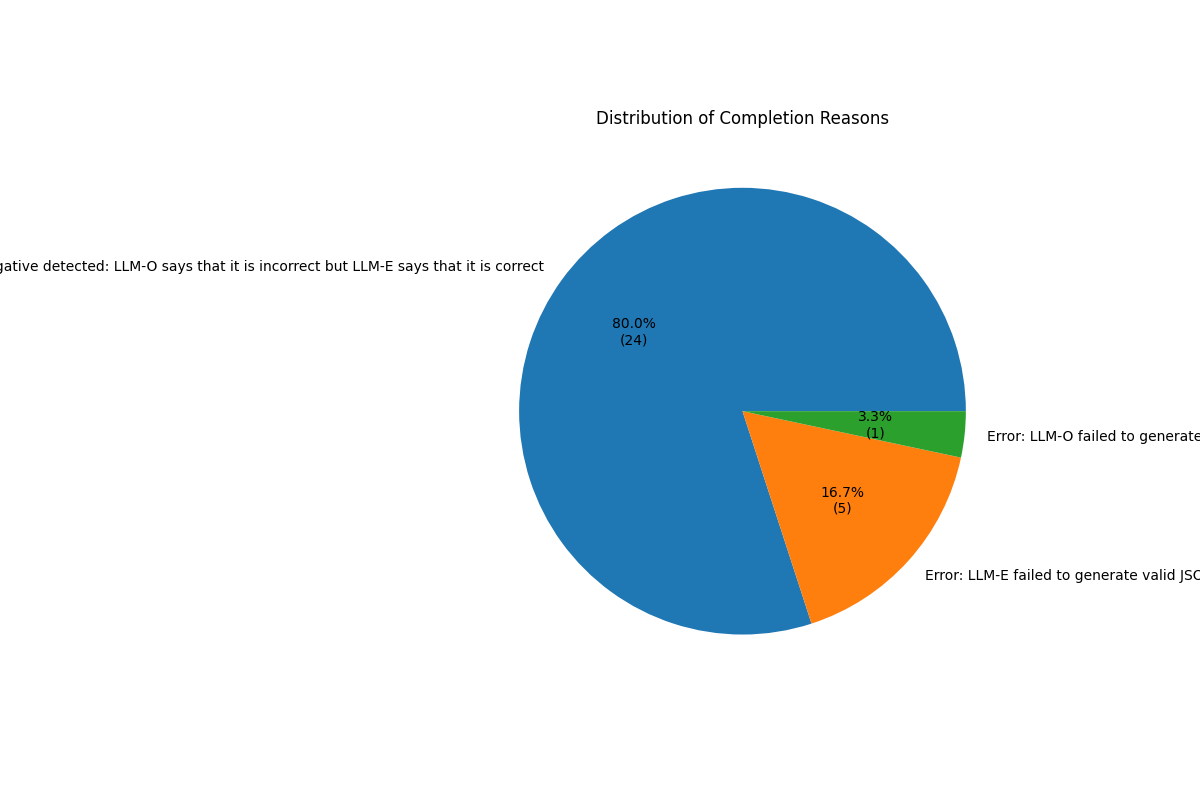 Distribution of Completion Reasons
detected: LLM-O says that it is incorrect but LLM-E says that it is correct
80.0%
(24)
3.3%
(1)
Error: LLM-O failed to generate
16.7%
(5)
Error: LLM-E failed to generate valid